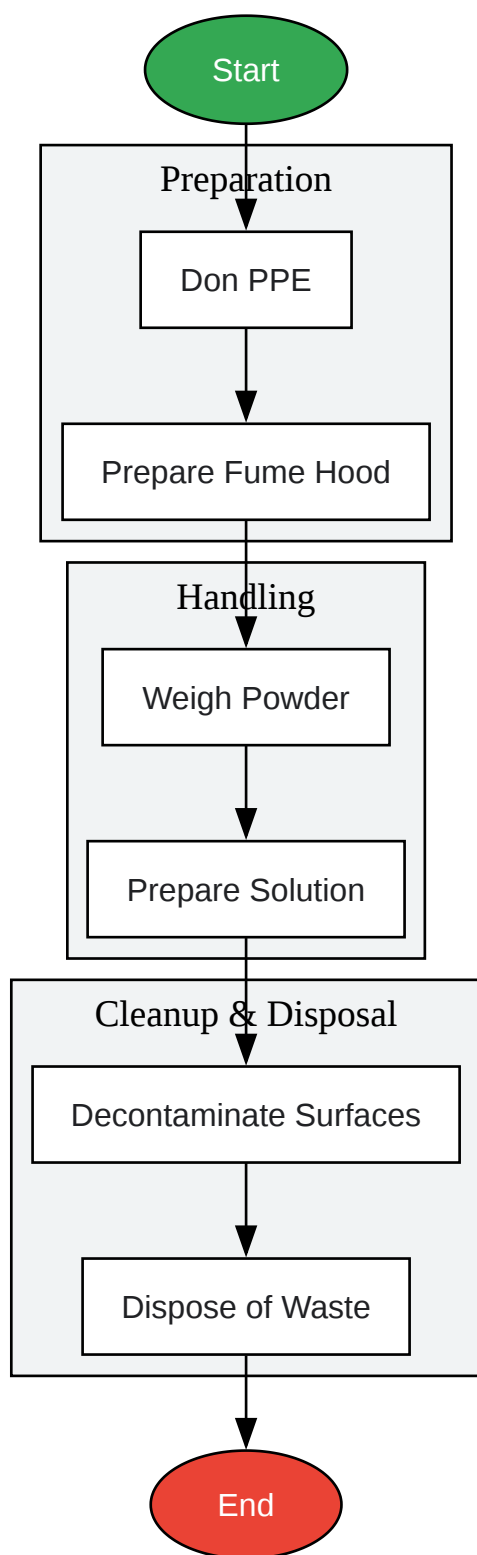 Start
Preparation
Don PPE
Prepare Fume Hood
Handling
Weigh Powder
Prepare Solution
Cleanup & Disposal
Decontaminate Surfaces
Dispose of Waste
End